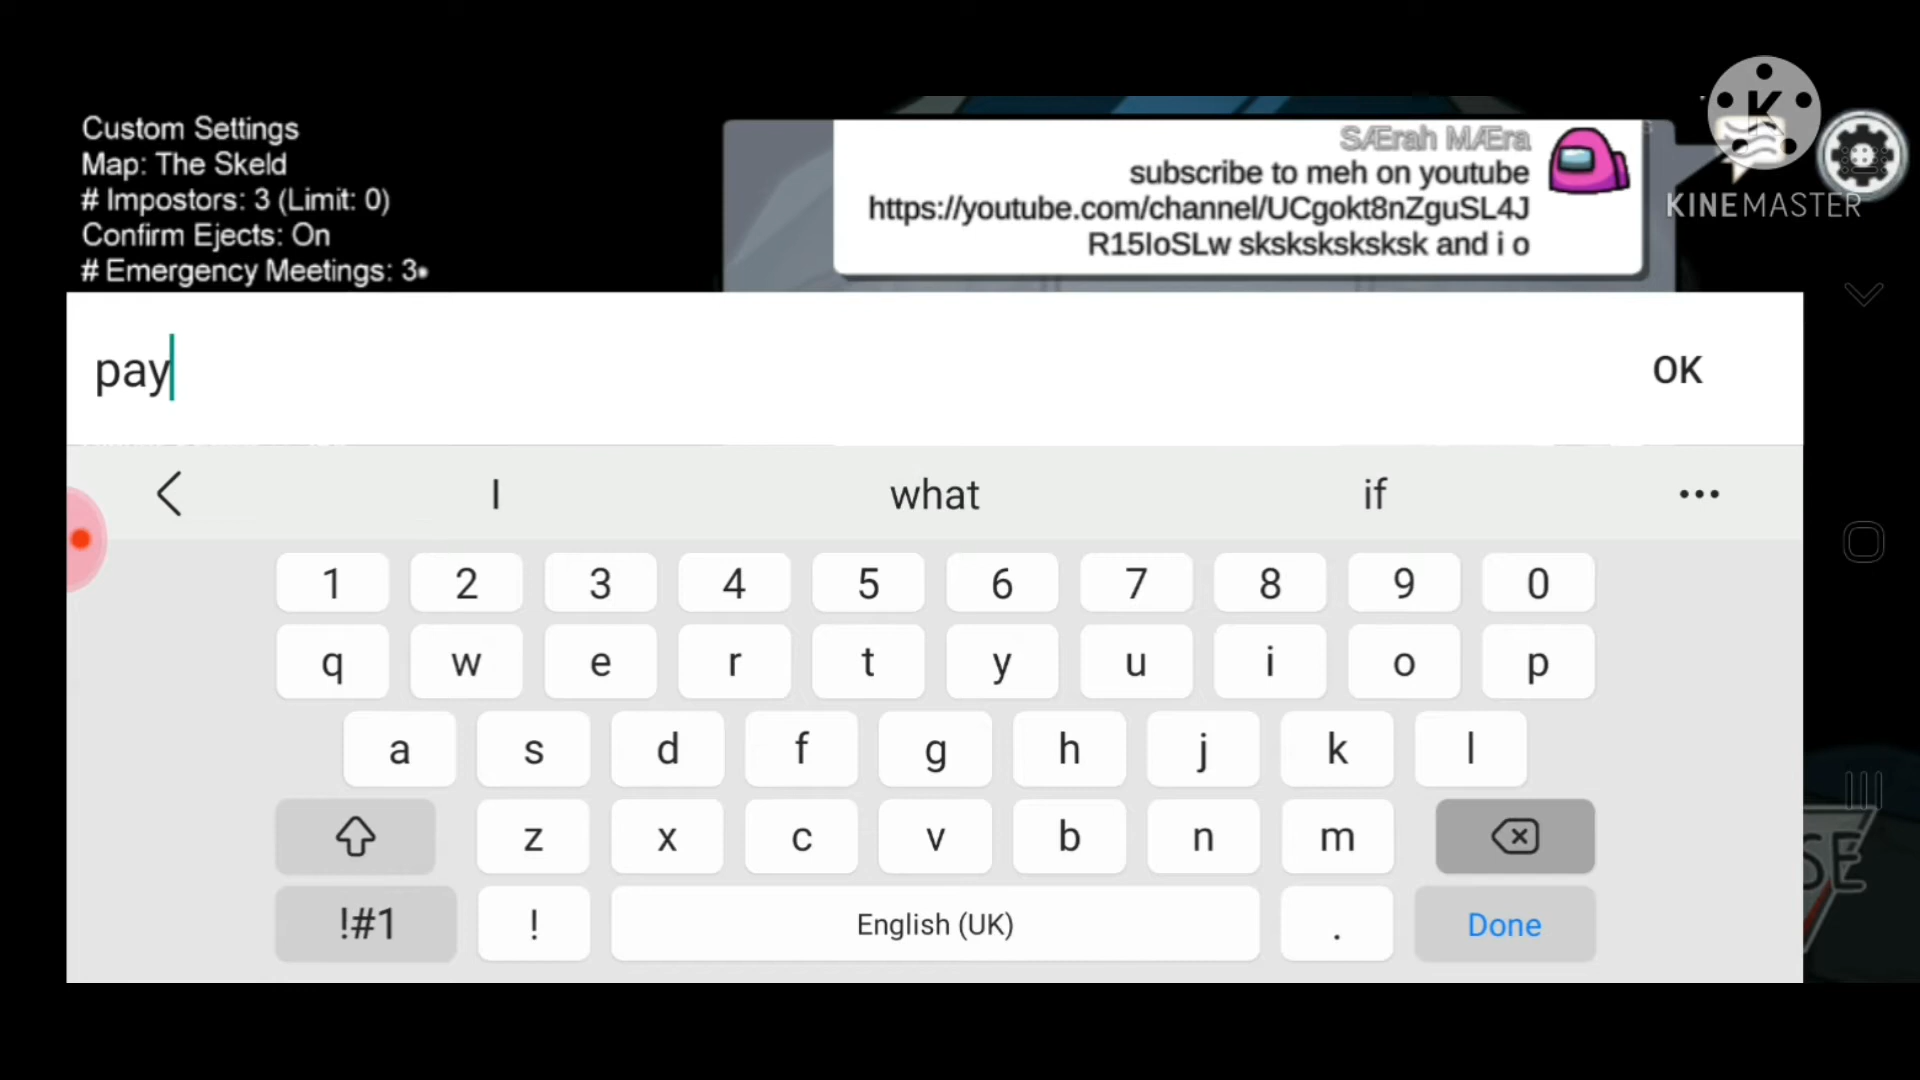 Custom Settings
Map: The Skeld
# Impostors: 3 (Limit: 0)
Confirm Ejects: On
# Emergency Meetings: 3
SÆrah MÆra
subscribe to meh on youtube
https://youtube.com/channel/UCgokt8nZguSL4J
R15IoSLw sksksksksksk and i o
KINEMASTER
pay
OK
I what if
1 2 3 4 5 6 7 8 9 0
q w e r t y u i o p
a s d f g h j k l
z x c v b n m
!#1 ! English (UK) . Done